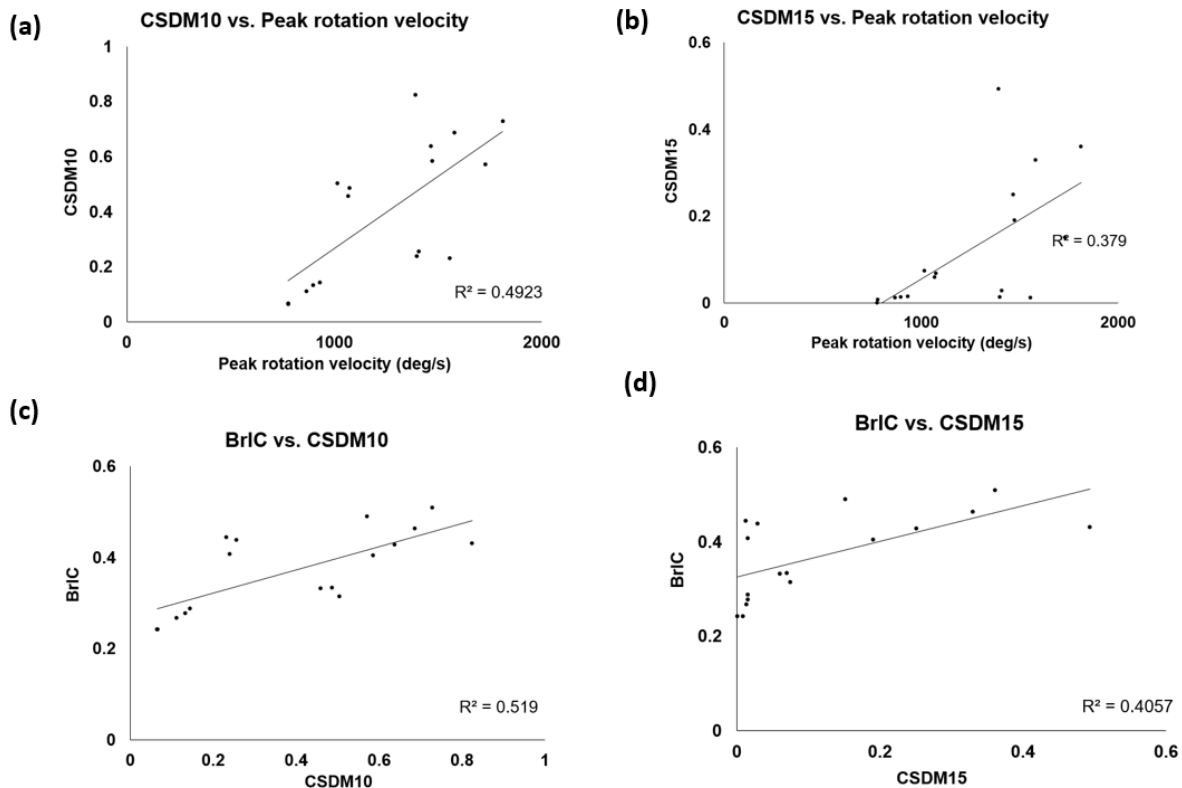 (a)
CSDM10 vs. Peak rotation velocity
1
0.8
0.6
0.4
0.2
0
CSDM10
R² = 0.4923
0
1000
2000
Peak rotation velocity (deg/s)
(b)
CSDM15 vs. Peak rotation velocity
0.6
0.4
0.2
0
CSDM15
R² = 0.379
0
1000
2000
Peak rotation velocity (deg/s)
(c)
BrIC vs. CSDM10
0.6
0.4
0.2
0
BrIC
R² = 0.519
0
0.2
0.4
0.6
0.8
1
CSDM10
(d)
BrIC vs. CSDM15
0.6
0.4
0.2
0
BrIC
R² = 0.4057
0
0.2
0.4
0.6
CSDM15